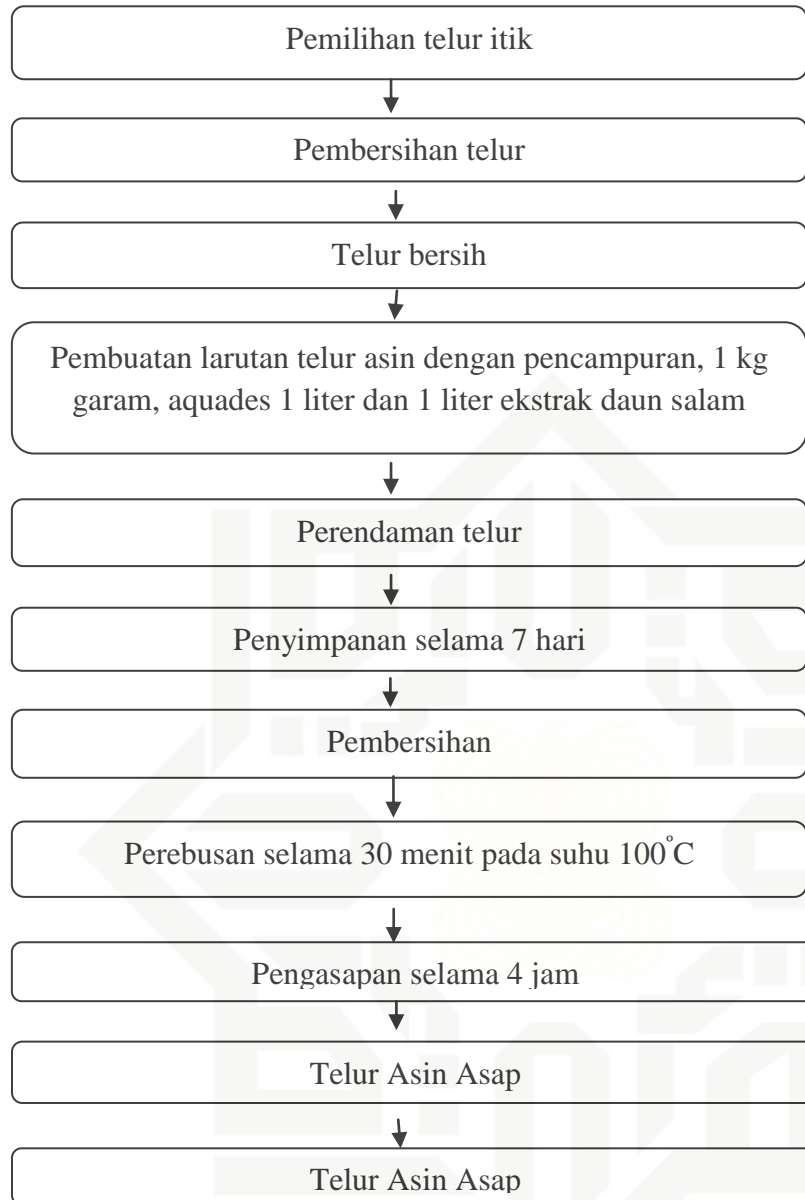 Pemilihan telur itik
Pembersihan telur
Telur bersih
Pembuatan larutan telur asin dengan pencampuran, 1 kg
garam, aquades 1 liter dan 1 liter ekstrak daun salam
Perendaman telur
Penyimpanan selama 7 hari
Pembersihan
Perebusan selama 30 menit pada suhu 100°C
Pengasapan selama 4 jam
Telur Asin Asap
Telur Asin Asap